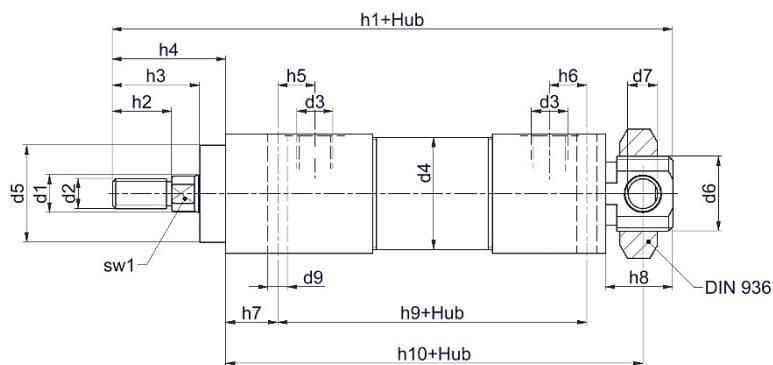 h1+Hub
h4
h3
h5
h6
d7
h2
d3
d3
d5
d1
d2
d4
d6
sw1
d9
h8
DIN 936
h7
h9+Hub
h10+Hub